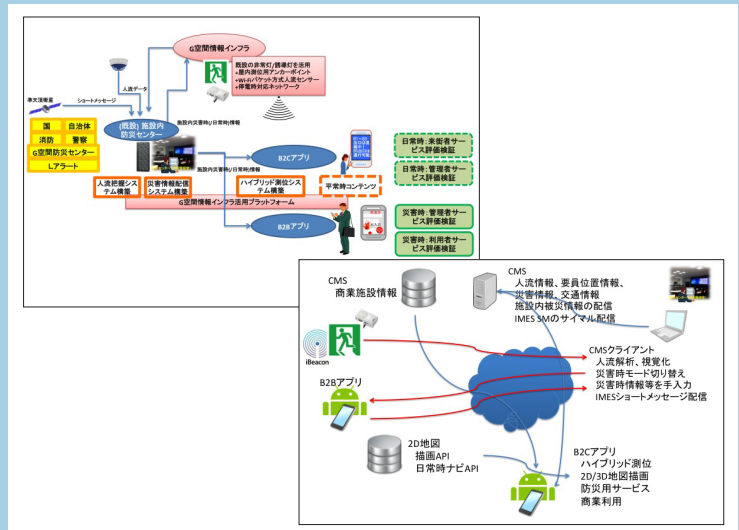 G空間情報インフラ
既設の非常灯/誘導灯を活用
+屋内測位用アンカーポイント
+Wi-Fiパケット方式人流センサー
+停電時対応ネットワーク
人流データ
準天頂衛星
ショートメッセージ
国 自治体
消防 警察
G空間防災センター
Lアラート
(既設) 施設内
防災センター
施設内災害時/日常時情報
施設内災害時/日常時情報
B2Cアプリ
日常時:来街者サー
ビス評価検証
日常時:管理者サー
ビス評価検証
人流把握シス
テム構築
災害情報配信
システム構築
ハイブリッド測位シス
テム構築
平常時コンテンツ
G空間情報インフラ活用プラットフォーム
B2Bアプリ
災害時:管理者サー
ビス評価検証
災害時:利用者サー
ビス評価検証
CMS
商業施設情報
CMS
人流情報、要員位置情報、
災害情報、交通情報
施設内被災情報の配信
IMES SMのサイマル配信
iBeacon
CMSクライアント
人流解析、視覚化
災害時モード切り替え
災害時情報等を手入力
IMESショートメッセージ配信
B2Bアプリ
2D地図
描画API
日常時ナビAPI
B2Cアプリ
ハイブリッド測位
2D/3D地図描画
防災用サービス
商業利用